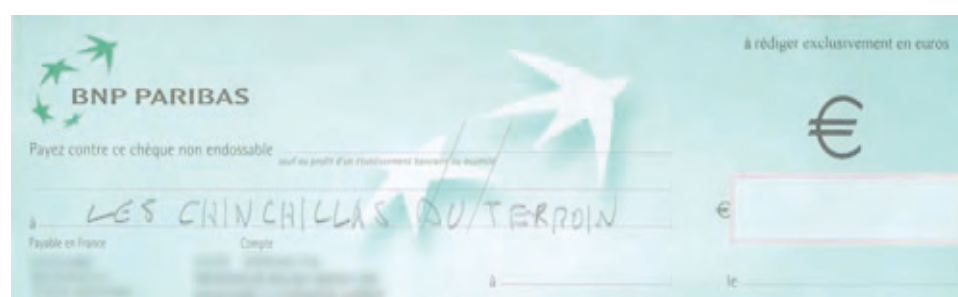 à rédiger exclusivement en euros
BNP PARIBAS
€
Payez contre ce chèque non endossable
sauf au profit d'un établissement bancaire ou assimilé
à LES CHINCHILLAS DU TERROIN €
Payable en France Compte
à le